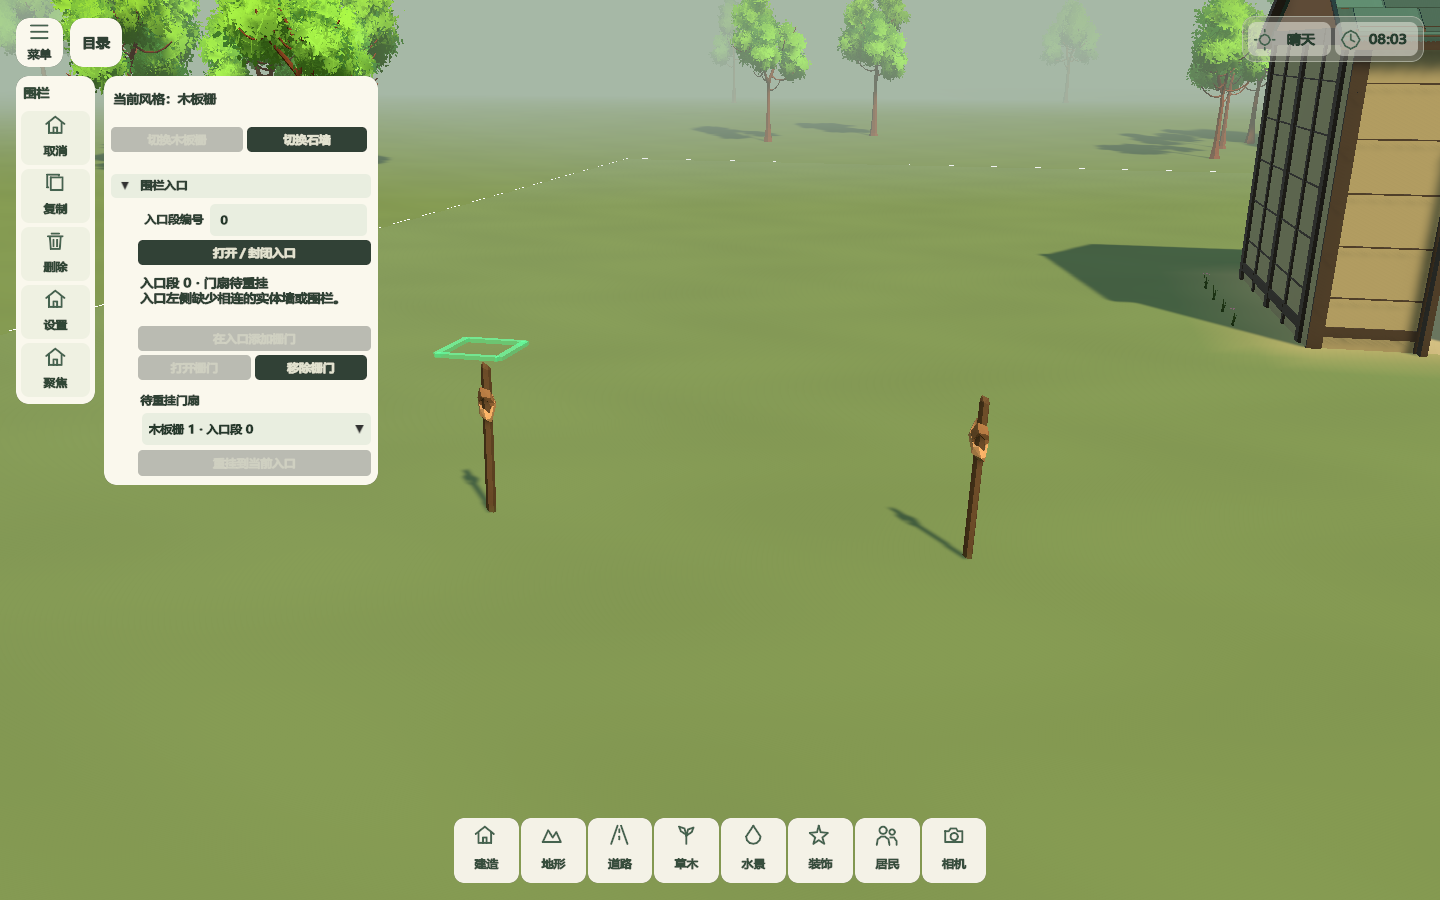 菜单
目录
晴天
08:03
围栏
取消
复制
删除
设置
聚焦
当前风格：木板栅
切换木板栅
切换石墙
▼ 围栏入口
入口段编号 0
打开 / 封闭入口
入口段 0 · 门扇待重挂
入口左侧缺少相连的实体墙或围栏。
在入口添加栅门
打开栅门
移除栅门
待重挂门扇
木板栅 1 · 入口段 0 ▼
重挂到当前入口
建造
地形
道路
草木
水景
装饰
居民
相机